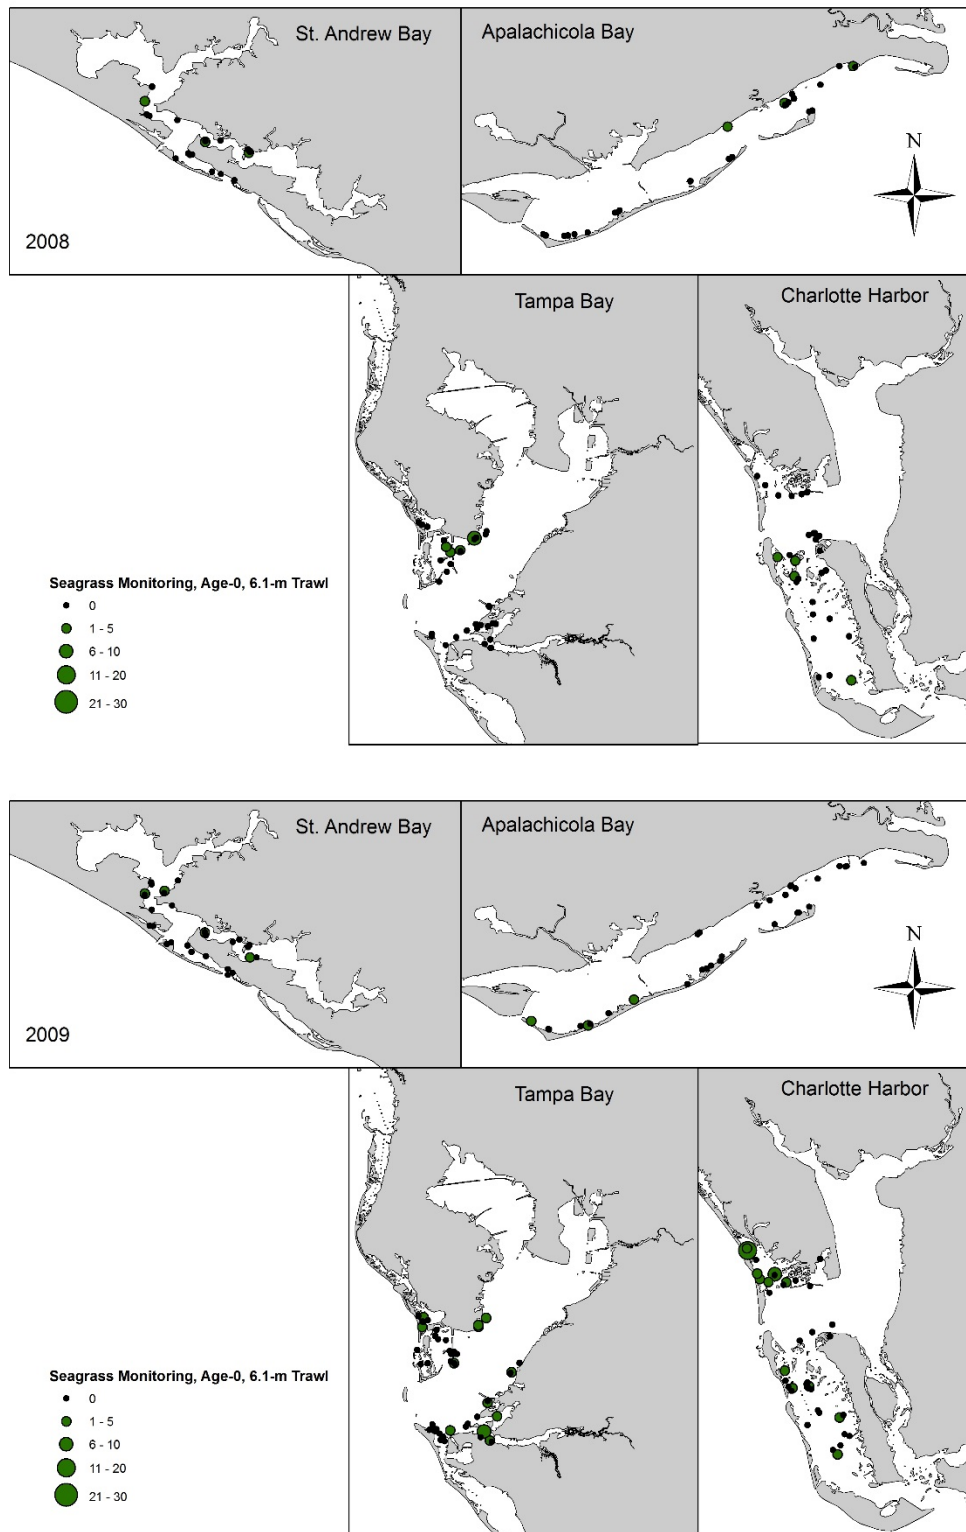 St. Andrew Bay
Apalachicola Bay
N
2008
Tampa Bay
Charlotte Harbor
Seagrass Monitoring, Age-0, 6.1-m Trawl
0
1 - 5
6 - 10
11 - 20
21 - 30
St. Andrew Bay
Apalachicola Bay
N
2009
Tampa Bay
Charlotte Harbor
Seagrass Monitoring, Age-0, 6.1-m Trawl
0
1 - 5
6 - 10
11 - 20
21 - 30